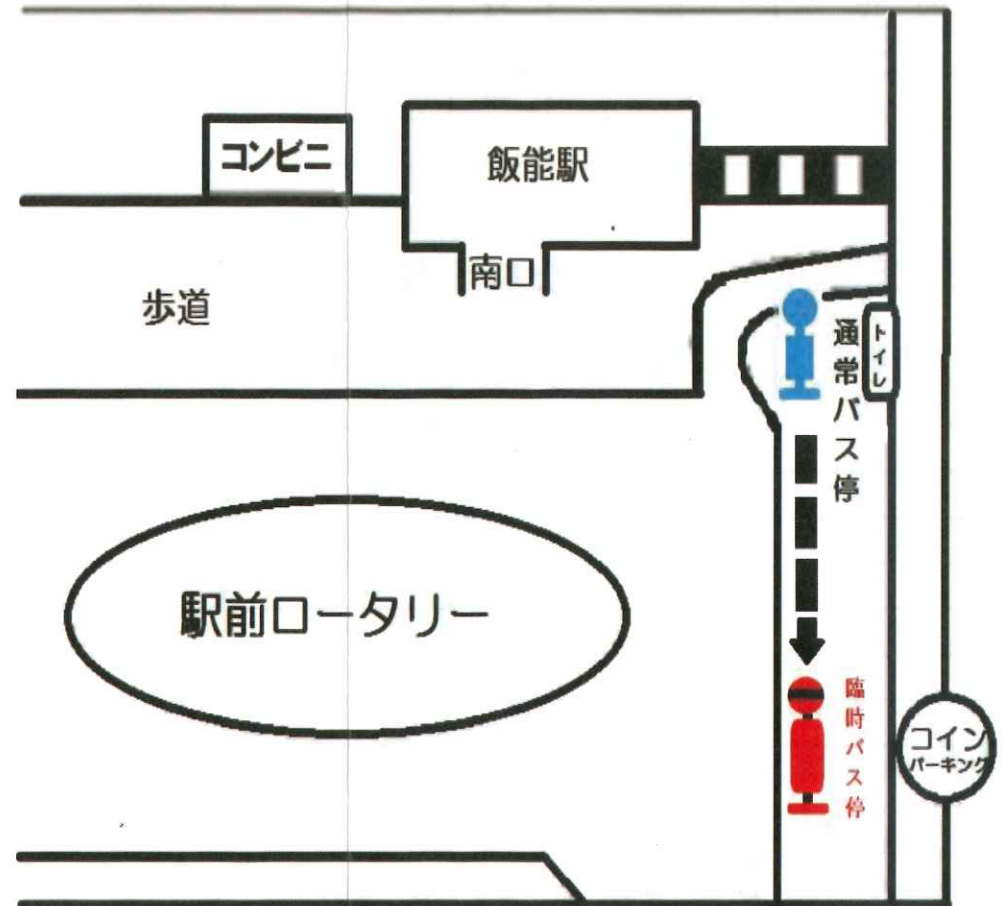 コンビニ
飯能駅
南口
歩道
通常バス停
トイレ
駅前ロータリー
臨時バス停
コイン
パーキング